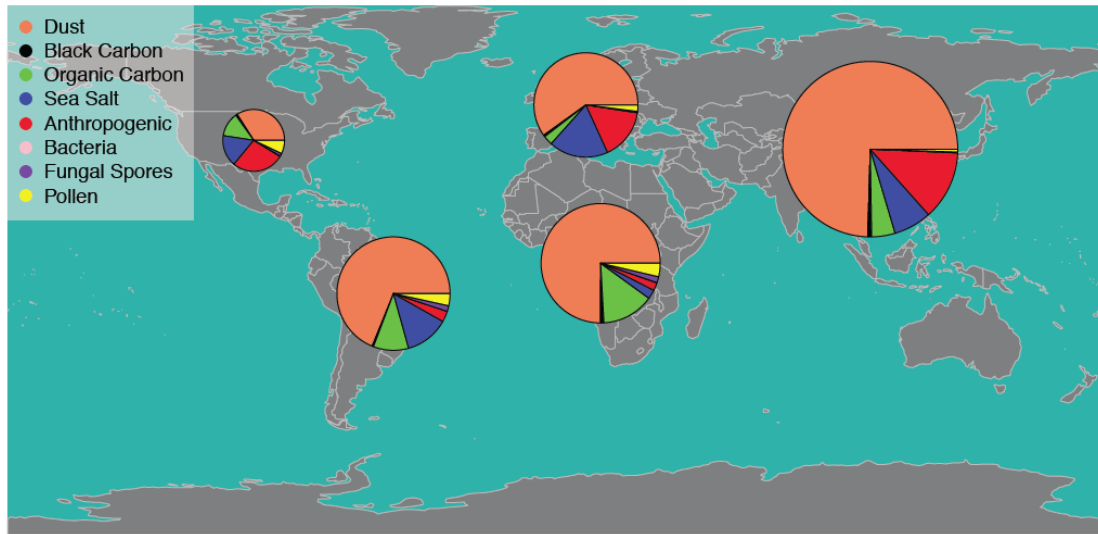 Dust
Black Carbon
Organic Carbon
Sea Salt
Anthropogenic
Bacteria
Fungal Spores
Pollen